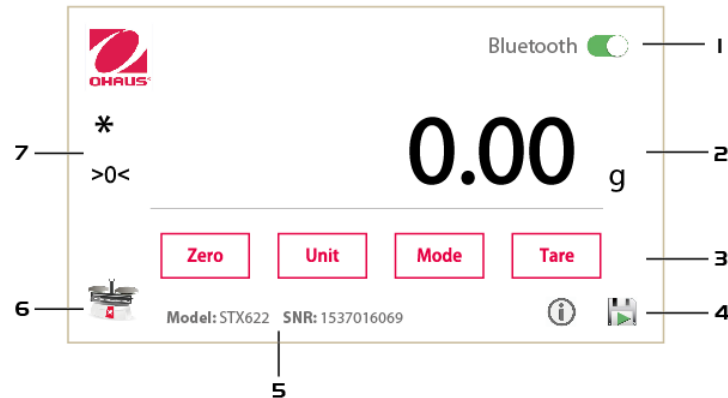 OHAUS
Bluetooth
1
*
0.00 g
2
7
>0<
Zero Unit Mode Tare
3
6
Model: STX622 SNR: 1537016069
i
4
5